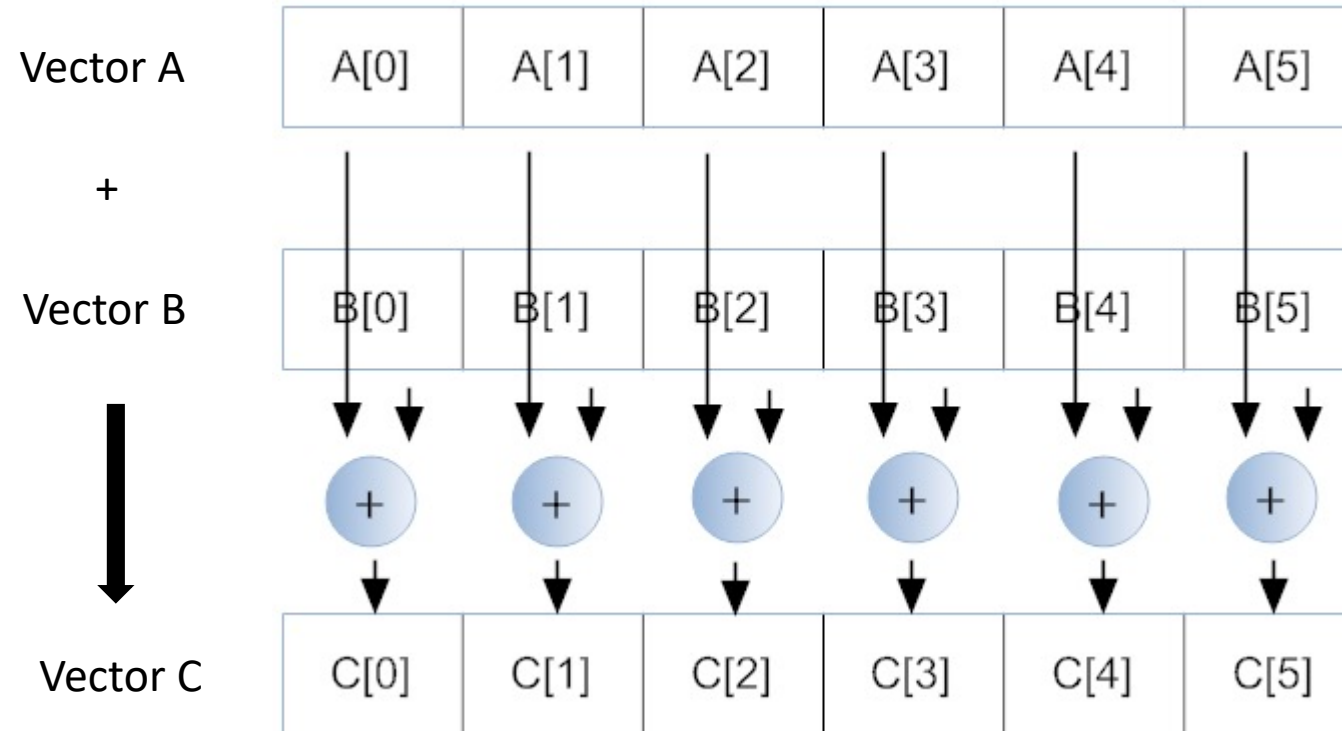 Vector A A[0] A[1] A[2] A[3] A[4] A[5]
+
Vector B B[0] B[1] B[2] B[3] B[4] B[5]
+ + + + + +
Vector C C[0] C[1] C[2] C[3] C[4] C[5]